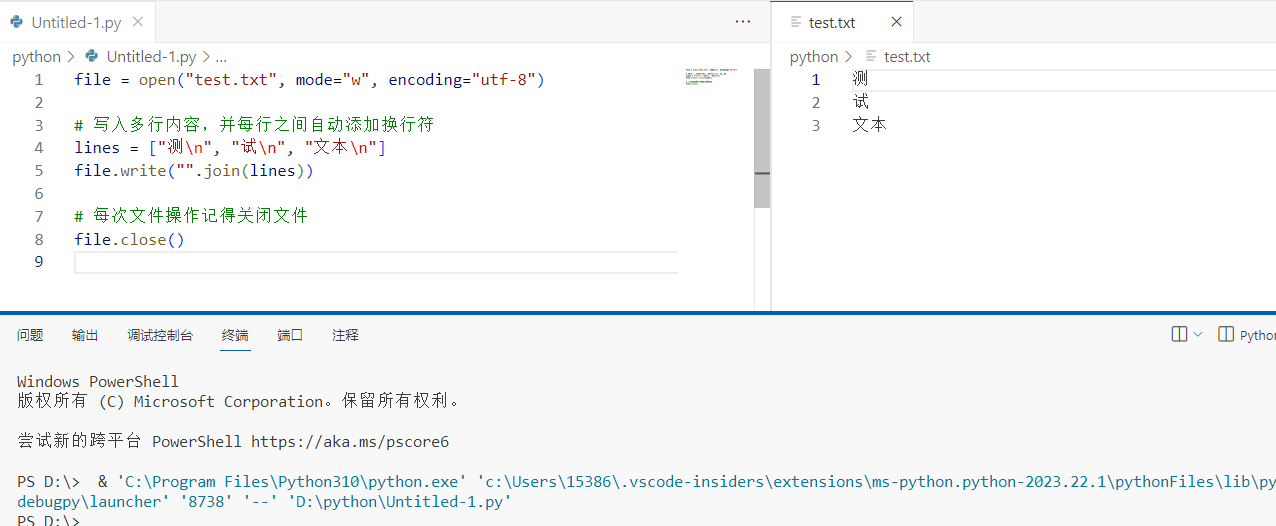 Untitled-1.py
python > Untitled-1.py > ...
1 file = open("test.txt", mode="w", encoding="utf-8")
2
3 # 写入多行内容，并每行之间自动添加换行符
4 lines = ["测\n", "试\n", "文本\n"]
5 file.write("".join(lines))
6
7 # 每次文件操作记得关闭文件
8 file.close()
9
test.txt
python > test.txt
1 测
2 试
3 文本
问题 输出 调试控制台 终端 端口 注释
Python
Windows PowerShell
版权所有 (C) Microsoft Corporation。保留所有权利。
尝试新的跨平台 PowerShell https://aka.ms/pscore6
PS D:\> & 'C:\Program Files\Python310\python.exe' 'c:\Users\15386\.vscode-insiders\extensions\ms-python.python-2023.22.1\pythonFiles\lib\py
debugpy\launcher' '8738' '--' 'D:\python\Untitled-1.py'
PS D:\>